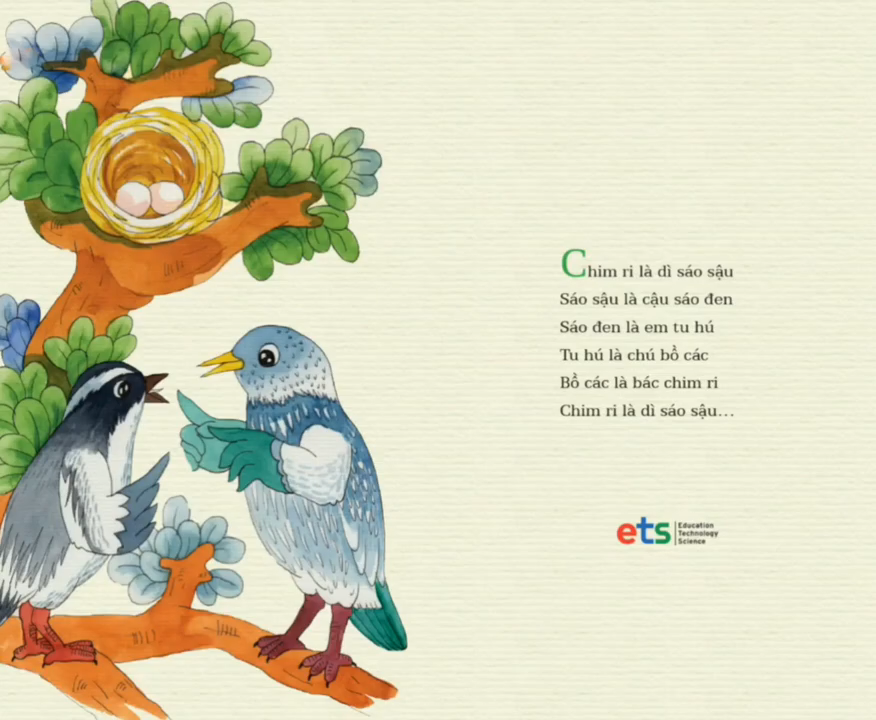 Chim ri là dì sáo sậu
Sáo sậu là cậu sáo đen
Sáo đen là em tu hú
Tu hú là chú bồ các
Bồ các là bác chim ri
Chim ri là dì sáo sậu...
ets
Education
Technology
Science